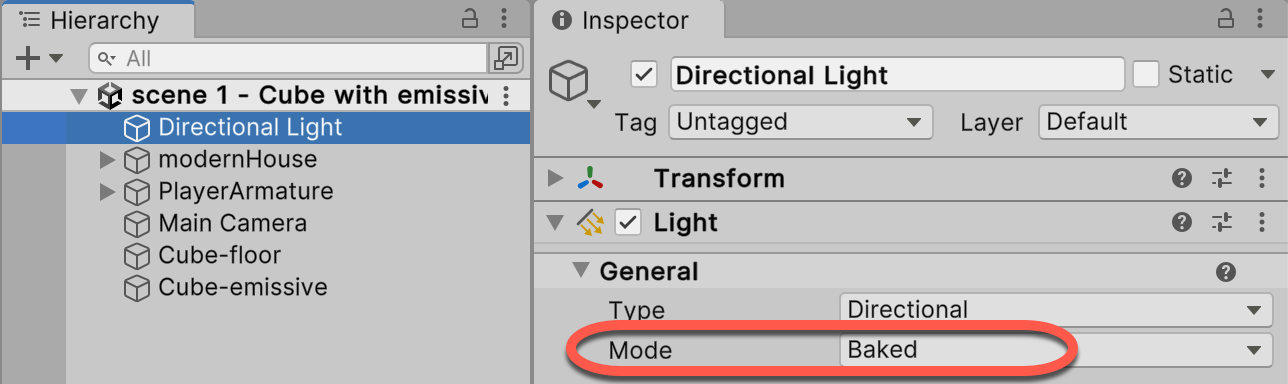 Hierarchy
All
scene 1 - Cube with emissiv
Directional Light
modernHouse
PlayerArmature
Main Camera
Cube-floor
Cube-emissive
Inspector
Directional Light
Static
Tag Untagged Layer Default
Transform
Light
General
Type Directional
Mode Baked